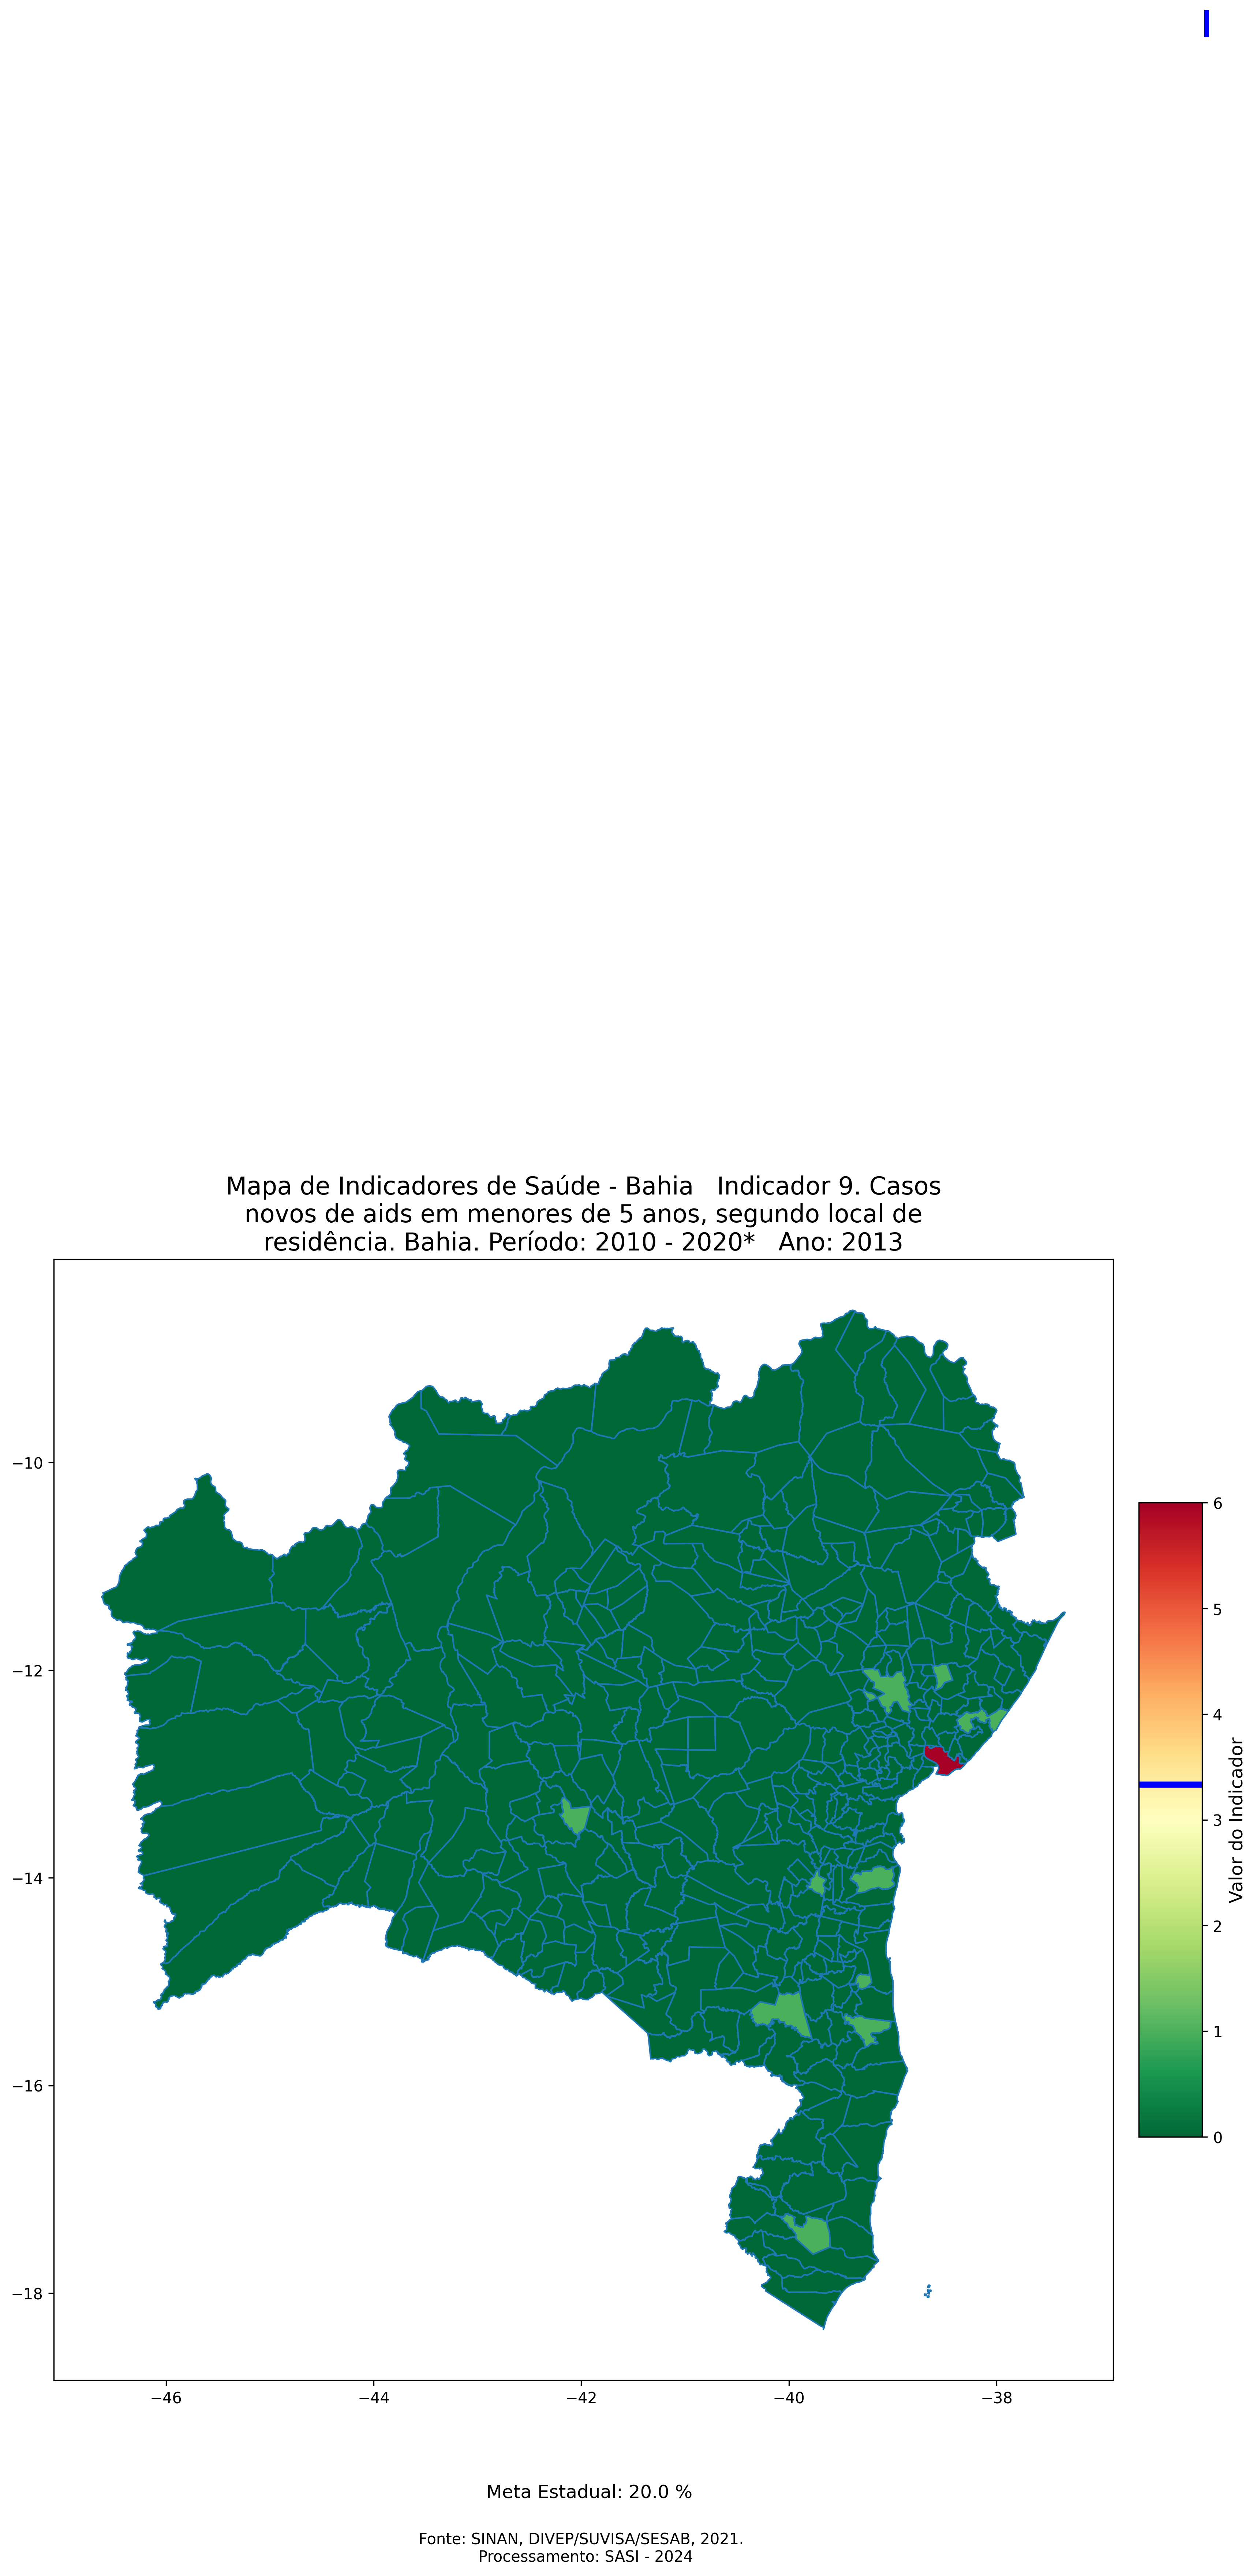 Mapa de Indicadores de Saúde - Bahia   Indicador 9. Casos
novos de aids em menores de 5 anos, segundo local de
residência. Bahia. Período: 2010 - 2020*   Ano: 2013
−10
−12
−14
−16
−18
−46
−44
−42
−40
−38
6
5
4
3
2
1
0
Valor do Indicador
Meta Estadual: 20.0 %
Fonte: SINAN, DIVEP/SUVISA/SESAB, 2021.
Processamento: SASI - 2024